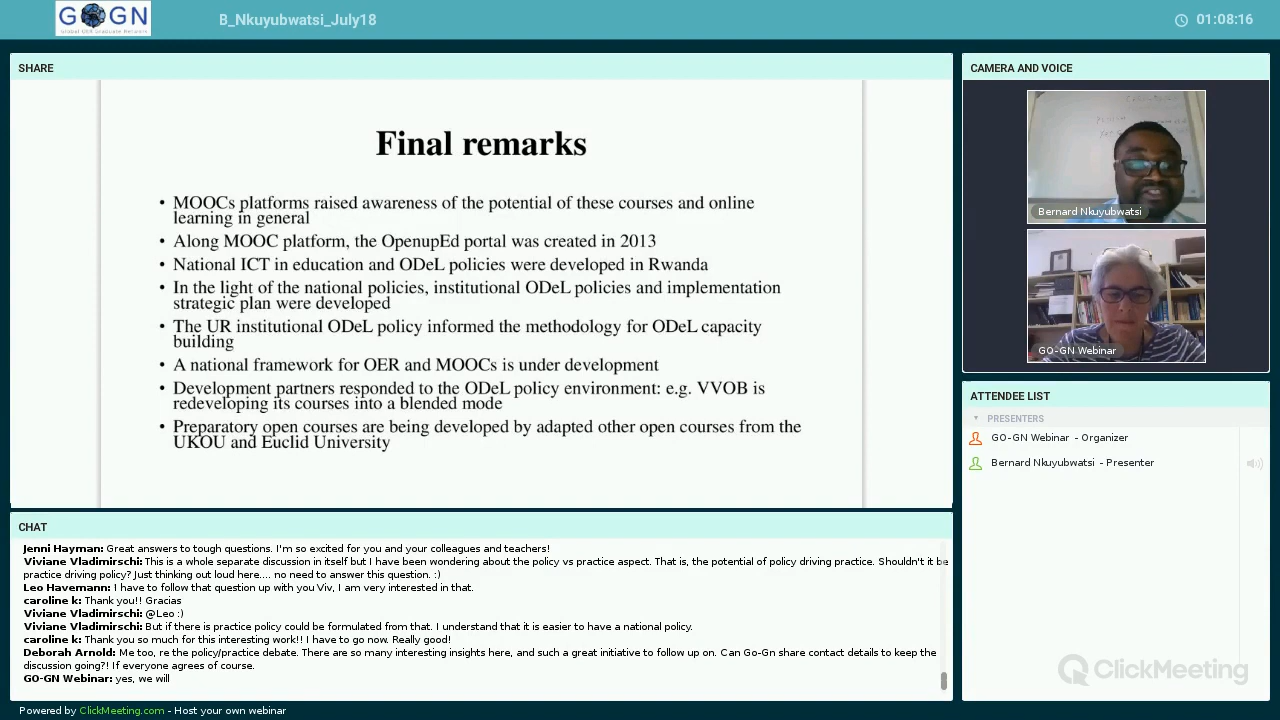 GOGN
Global OER Graduate Network
B_Nkuyubwatsi_July18
01:08:16
SHARE
Final remarks
• MOOCs platforms raised awareness of the potential of these courses and online
learning in general
• Along MOOC platform, the OpenupEd portal was created in 2013
• National ICT in education and ODeL policies were developed in Rwanda
• In the light of the national policies, institutional ODeL policies and implementation
strategic plan were developed
• The UR institutional ODeL policy informed the methodology for ODeL capacity
building
• A national framework for OER and MOOCs is under development
• Development partners responded to the ODeL policy environment: e.g. VVOB is
redeveloping its courses into a blended mode
• Preparatory open courses are being developed by adapted other open courses from the
UKOU and Euclid University
CAMERA AND VOICE
Bernard Nkuyubwatsi
GO-GN Webinar
ATTENDEE LIST
PRESENTERS
GO-GN Webinar - Organizer
Bernard Nkuyubwatsi - Presenter
CHAT
Jenni Hayman: Great answers to tough questions. I'm so excited for you and your colleagues and teachers!
Viviane Vladimirschi: This is a whole separate discussion in itself but I have been wondering about the policy vs practice aspect. That is, the potential of policy driving practice. Shouldn't it be
practice driving policy? Just thinking out loud here.... no need to answer this question. :)
Leo Havemann: I have to follow that question up with you Viv, I am very interested in that.
caroline k: Thank you!! Gracias
Viviane Vladimirschi: @Leo :)
Viviane Vladimirschi: But if there is practice policy could be formulated from that. I understand that it is easier to have a national policy.
caroline k: Thank you so much for this interesting work!! I have to go now. Really good!
Deborah Arnold: Me too, re the policy/practice debate. There are so many interesting insights here, and such a great initiative to follow up on. Can Go-Gn share contact details to keep the
discussion going?! If everyone agrees of course.
GO-GN Webinar: yes, we will
ClickMeeting
Powered by ClickMeeting.com - Host your own webinar